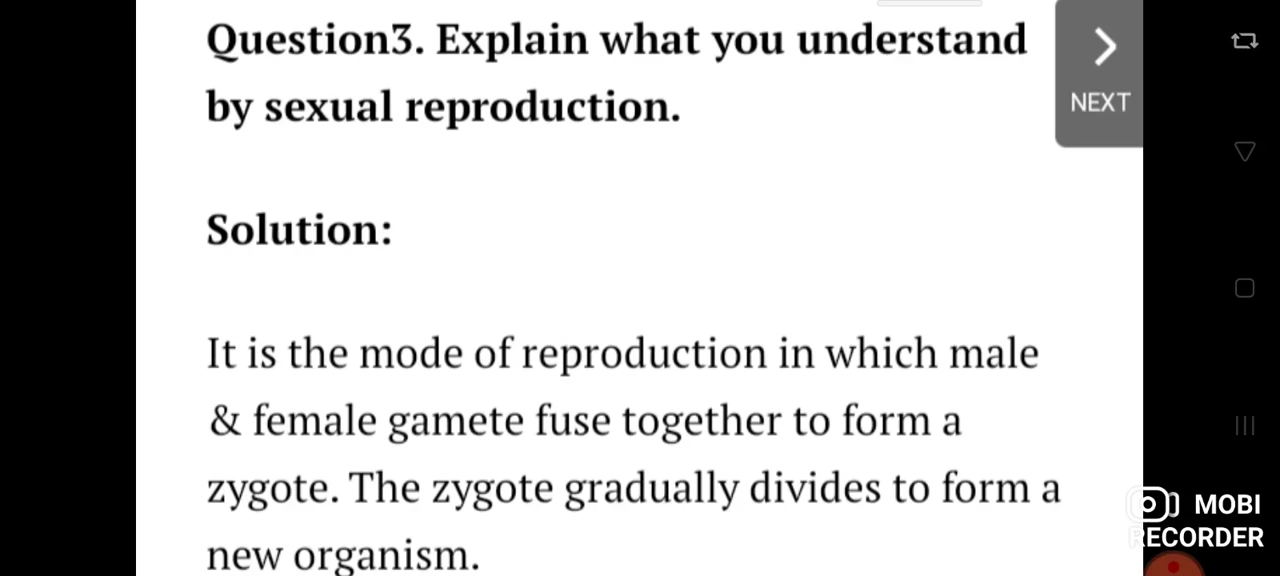 Question3. Explain what you understand
by sexual reproduction.
NEXT
Solution:
It is the mode of reproduction in which male
& female gamete fuse together to form a
zygote. The zygote gradually divides to form a
new organism.
MOBI
RECORDER